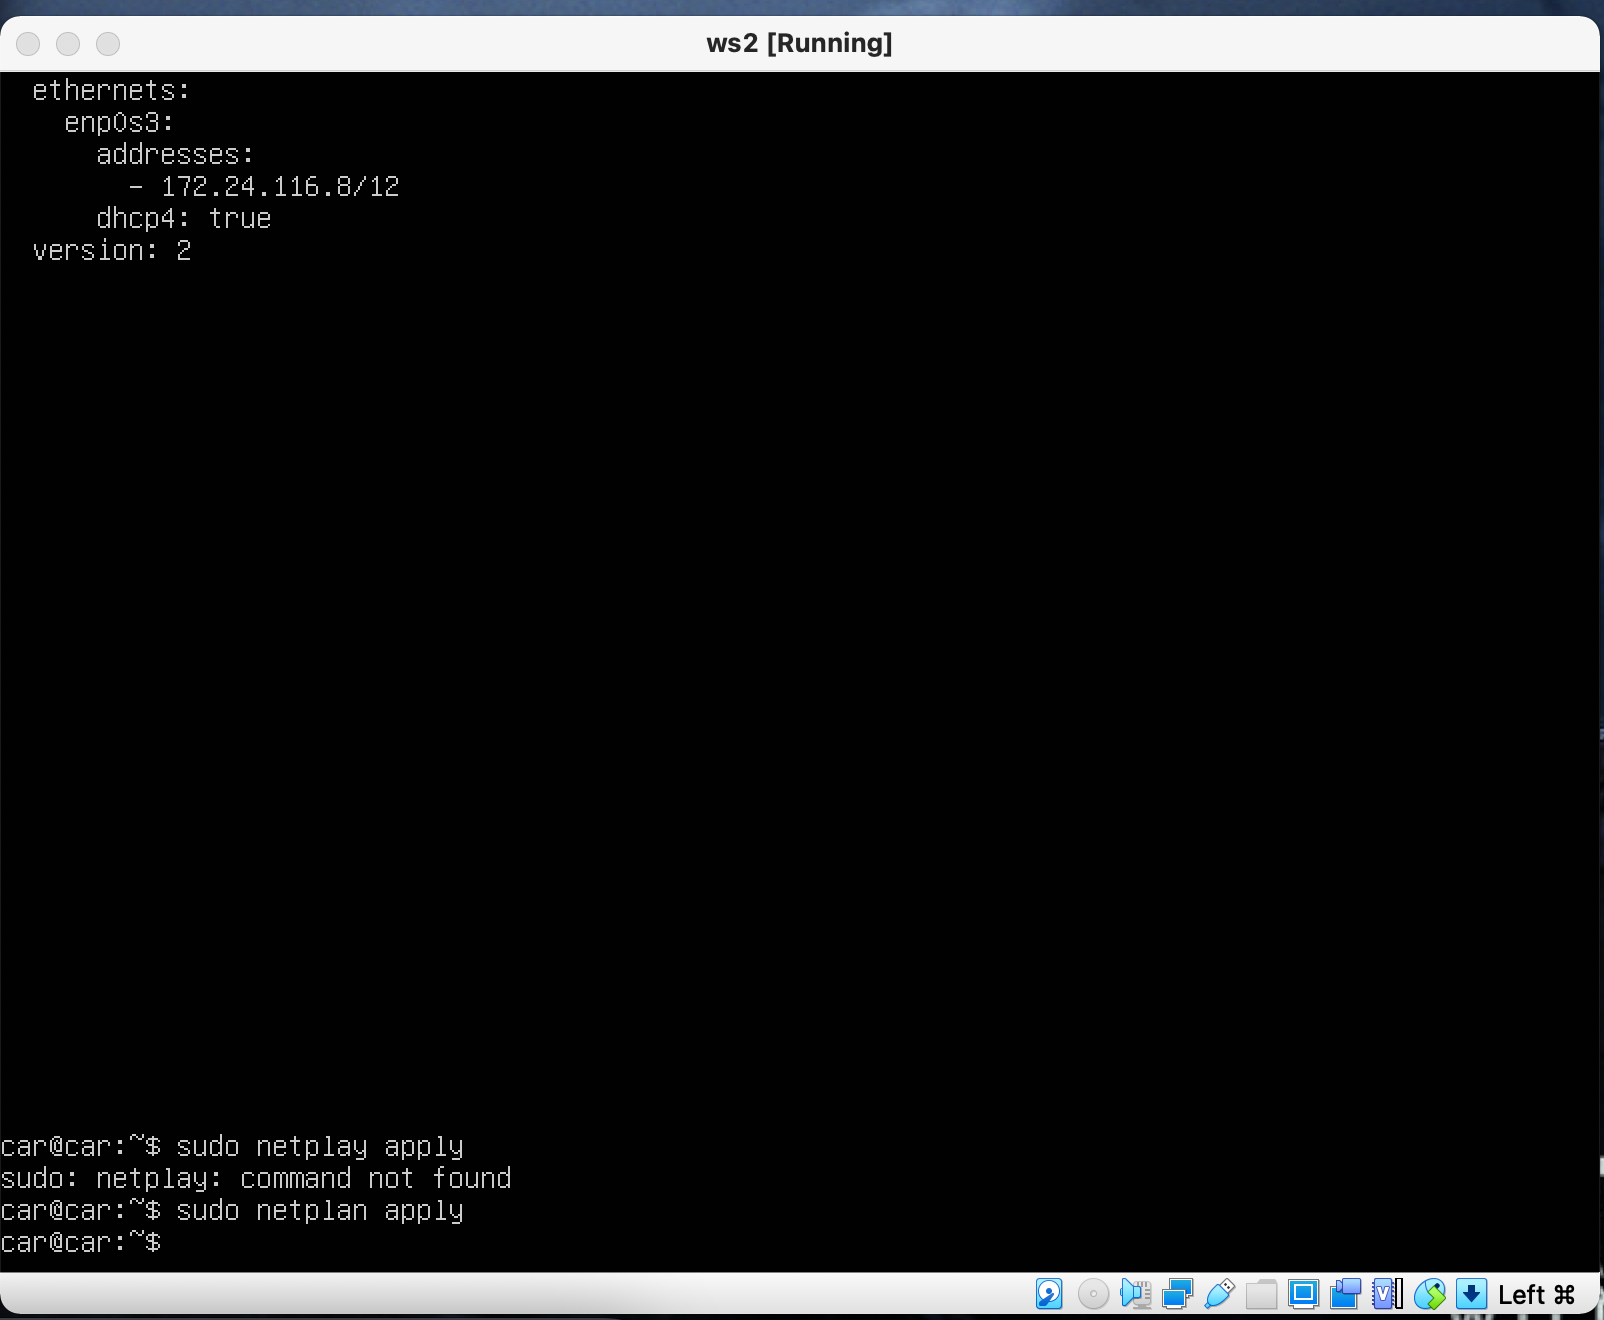 ws2 [Running]
ethernets:
enp0s3:
addresses:
- 172.24.116.8/12
dhcp4: true
version: 2
car@car:~$ sudo netplay apply
sudo: netplay: command not found
car@car:~$ sudo netplan apply
car@car:~$
Left ⌘